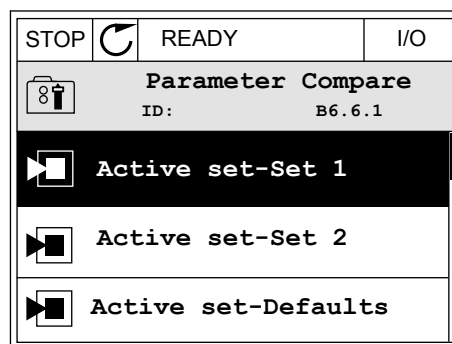 STOP READY I/O
Parameter Compare
ID: B6.6.1
Active set-Set 1
Active set-Set 2
Active set-Defaults